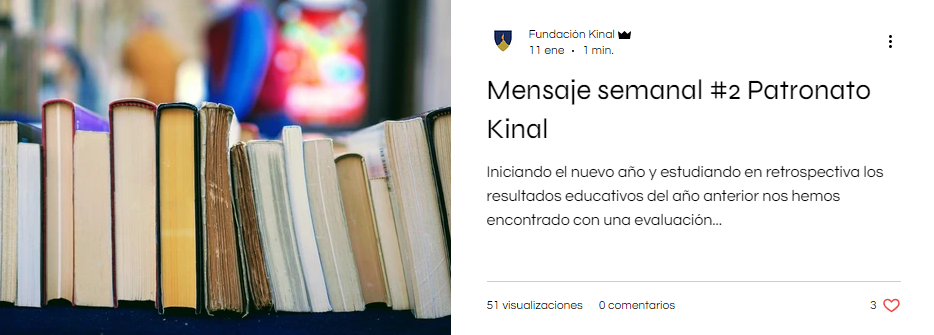 Fundación Kinal
11 ene · 1 min.
Mensaje semanal #2 Patronato
Kinal
Iniciando el nuevo año y estudiando en retrospectiva los
resultados educativos del año anterior nos hemos
encontrado con una evaluación...
51 visualizaciones 0 comentarios 3